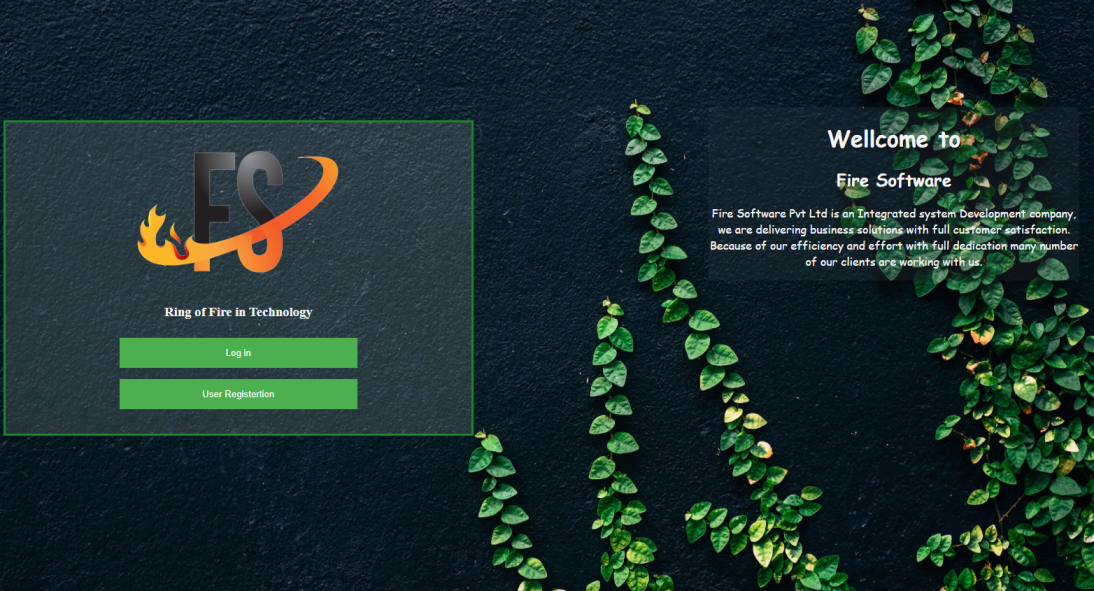 FS
Ring of Fire in Technology
Log in
User Registertion
Wellcome to
Fire Software
Fire Software Pvt Ltd is an Integrated system Development company,
we are delivering business solutions with full customer satisfaction.
Because of our efficiency and effort with full dedication many number
of our clients are working with us.